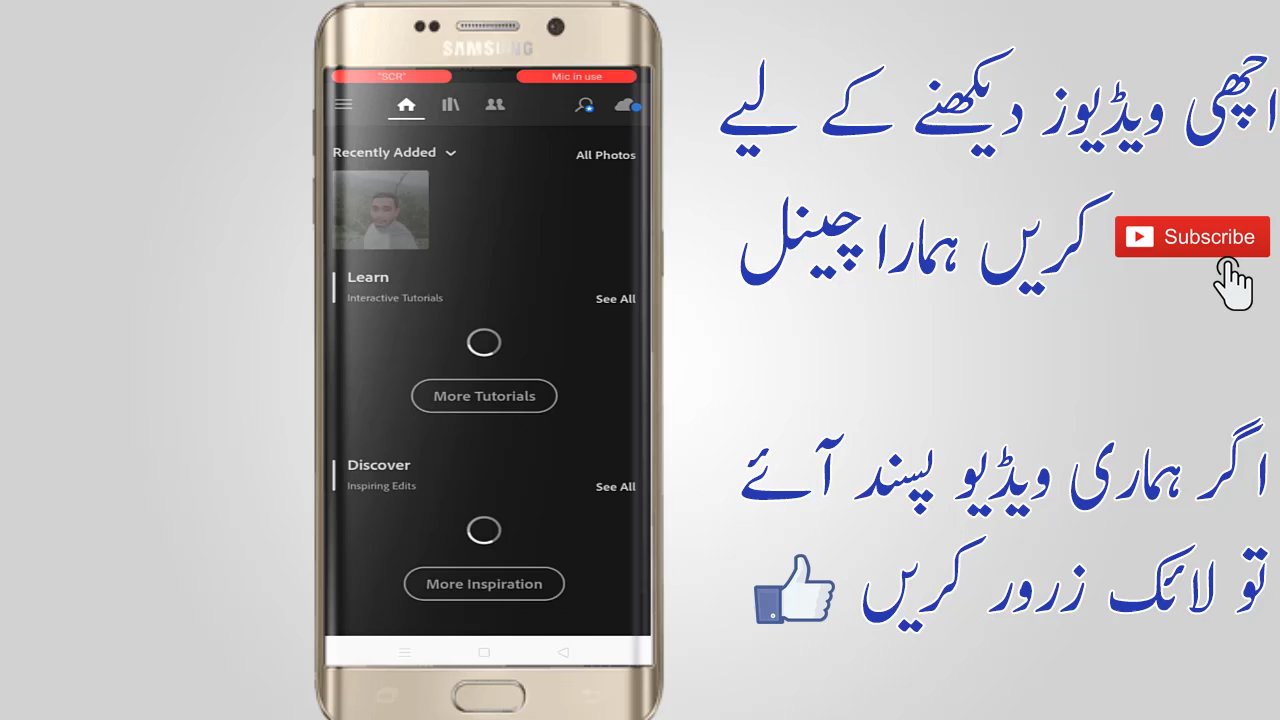 SAMSUNG
"SCR"
Mic in use
Recently Added
All Photos
Learn
Interactive Tutorials
See All
More Tutorials
Discover
Inspiring Edits
See All
More Inspiration
اچھی ویڈیوز دیکھنے کے لیے
Subscribe کریں ہمارا چینل
اگر ہماری ویڈیو پسند آئے
تو لائک زرور کریں